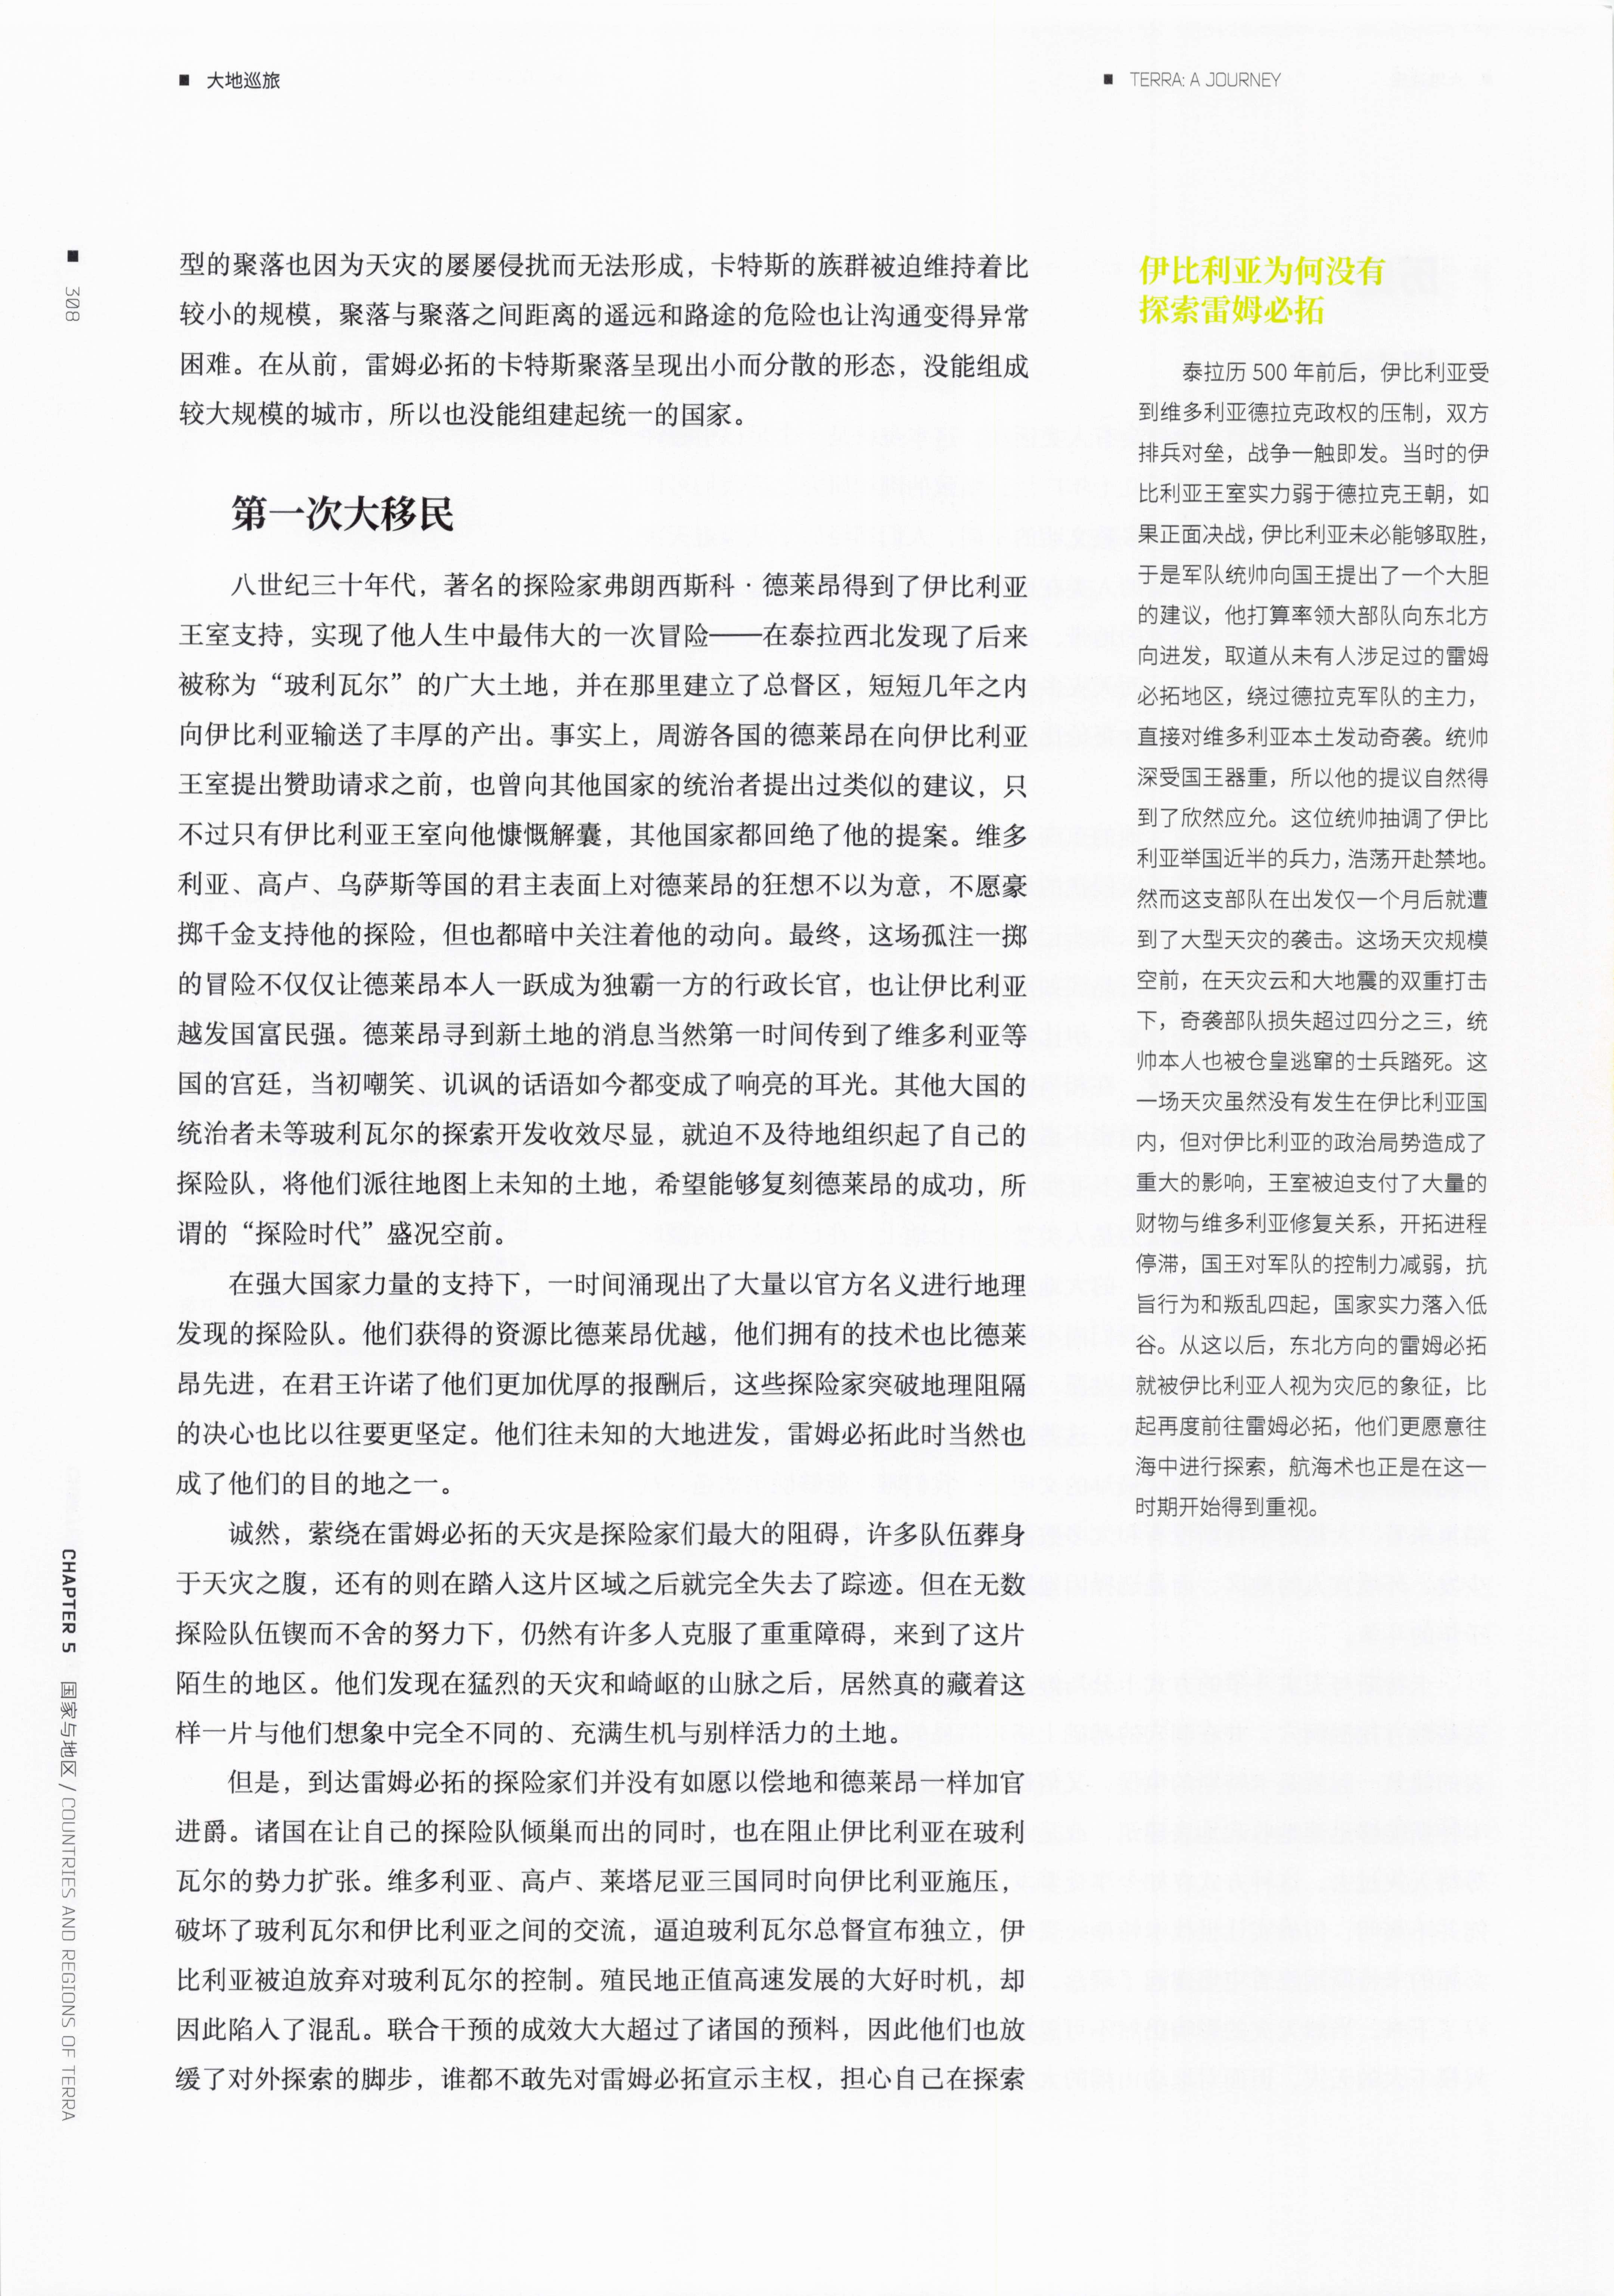 ■ 大地巡旅
■ TERRA: A JOURNEY
■ 308
型的聚落也因为天灾的屡屡侵扰而无法形成，卡特斯的族群被迫维持着比
较小的规模，聚落与聚落之间距离的遥远和路途的危险也让沟通变得异常
困难。在从前，雷姆必拓的卡特斯聚落呈现出小而分散的形态，没能组成
较大规模的城市，所以也没能组建起统一的国家。
第一次大移民
八世纪三十年代，著名的探险家弗朗西斯科·德莱昂得到了伊比利亚
王室支持，实现了他人生中最伟大的一次冒险——在泰拉西北发现了后来
被称为“玻利瓦尔”的广大土地，并在那里建立了总督区，短短几年之内
向伊比利亚输送了丰厚的产出。事实上，周游各国的德莱昂在向伊比利亚
王室提出赞助请求之前，也曾向其他国家的统治者提出过类似的建议，只
不过只有伊比利亚王室向他慷慨解囊，其他国家都回绝了他的提案。维多
利亚、高卢、乌萨斯等国的君主表面上对德莱昂的狂想不以为意，不愿豪
掷千金支持他的探险，但也都暗中关注着他的动向。最终，这场孤注一掷
的冒险不仅仅让德莱昂本人一跃成为独霸一方的行政长官，也让伊比利亚
越发国富民强。德莱昂寻到新土地的消息当然第一时间传到了维多利亚等
国的宫廷，当初嘲笑、讥讽的话语如今都变成了响亮的耳光。其他大国的
统治者未等玻利瓦尔的探索开发收效尽显，就迫不及待地组织起了自己的
探险队，将他们派往地图上未知的土地，希望能够复刻德莱昂的成功，所
谓的“探险时代”盛况空前。
在强大国家力量的支持下，一时间涌现出了大量以官方名义进行地理
发现的探险队。他们获得的资源比德莱昂优越，他们拥有的技术也比德莱
昂先进，在君王许诺了他们更加优厚的报酬后，这些探险家突破地理阻隔
的决心也比以往要更坚定。他们往未知的大地进发，雷姆必拓此时当然也
成了他们的目的地之一。
诚然，萦绕在雷姆必拓的天灾是探险家们最大的阻碍，许多队伍葬身
于天灾之腹，还有的则在踏入这片区域之后就完全失去了踪迹。但在无数
探险队伍锲而不舍的努力下，仍然有许多人克服了重重障碍，来到了这片
陌生的地区。他们发现在猛烈的天灾和崎岖的山脉之后，居然真的藏着这
样一片与他们想象中完全不同的、充满生机与别样活力的土地。
但是，到达雷姆必拓的探险家们并没有如愿以偿地和德莱昂一样加官
进爵。诸国在让自己的探险队倾巢而出的同时，也在阻止伊比利亚在玻利
瓦尔的势力扩张。维多利亚、高卢、莱塔尼亚三国同时向伊比利亚施压，
破坏了玻利瓦尔和伊比利亚之间的交流，逼迫玻利瓦尔总督宣布独立，伊
比利亚被迫放弃对玻利瓦尔的控制。殖民地正值高速发展的大好时机，却
因此陷入了混乱。联合干预的成效大大超过了诸国的预料，因此他们也放
缓了对外探索的脚步，谁都不敢先对雷姆必拓宣示主权，担心自己在探索
伊比利亚为何没有
探索雷姆必拓
泰拉历 500 年前后，伊比利亚受
到维多利亚德拉克政权的压制，双方
排兵对垒，战争一触即发。当时的伊
比利亚王室实力弱于德拉克王朝，如
果正面决战，伊比利亚未必能够取胜，
于是军队统帅向国王提出了一个大胆
的建议，他打算率领大部队向东北方
向进发，取道从未有人涉足过的雷姆
必拓地区，绕过德拉克军队的主力，
直接对维多利亚本土发动奇袭。统帅
深受国王器重，所以他的提议自然得
到了欣然应允。这位统帅抽调了伊比
利亚举国近半的兵力，浩荡开赴禁地。
然而这支部队在出发仅一个月后就遭
到了大型天灾的袭击。这场天灾规模
空前，在天灾云和大地震的双重打击
下，奇袭部队损失超过四分之三，统
帅本人也被仓皇逃窜的士兵踏死。这
一场天灾虽然没有发生在伊比利亚国
内，但对伊比利亚的政治局势造成了
重大的影响，王室被迫支付了大量的
财物与维多利亚修复关系，开拓进程
停滞，国王对军队的控制力减弱，抗
旨行为和叛乱四起，国家实力落入低
谷。从这以后，东北方向的雷姆必拓
就被伊比利亚人视为灾厄的象征，比
起再度前往雷姆必拓，他们更愿意往
海中进行探索，航海术也正是在这一
时期开始得到重视。
CHAPTER 5 国家与地区 / COUNTRIES AND REGIONS OF TERRA